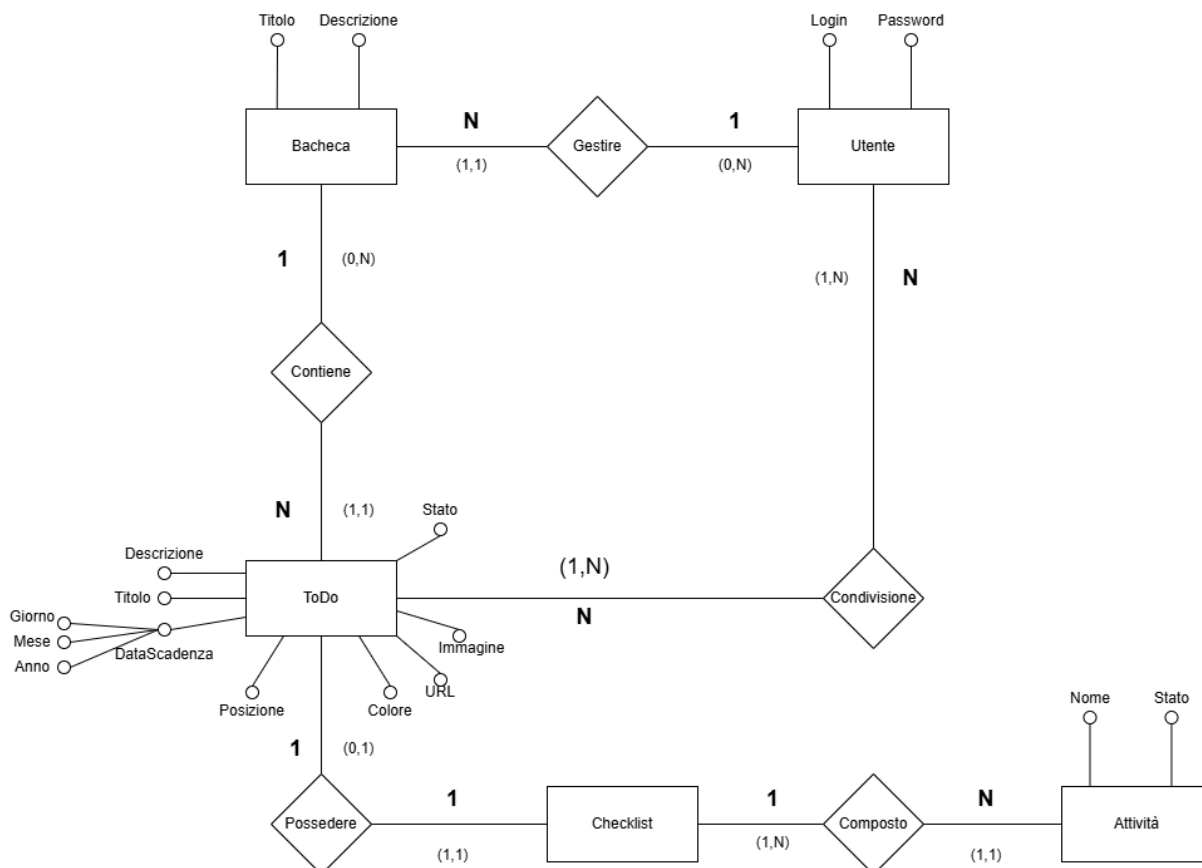 Titolo Descrizione Login Password
N 1
Bacheca Gestire Utente
(1,1) (0,N)
1 (0,N) (1,N) N
Contiene
N (1,1) Stato
Descrizione (1,N)
Titolo ToDo Condivisione
N
Giorno
Mese DataScadenza Immagine
Anno
URL
Posizione Colore Nome Stato
1 (0,1)
1 1 N
Possedere Checklist Composto Attività
(1,1) (1,N) (1,1)